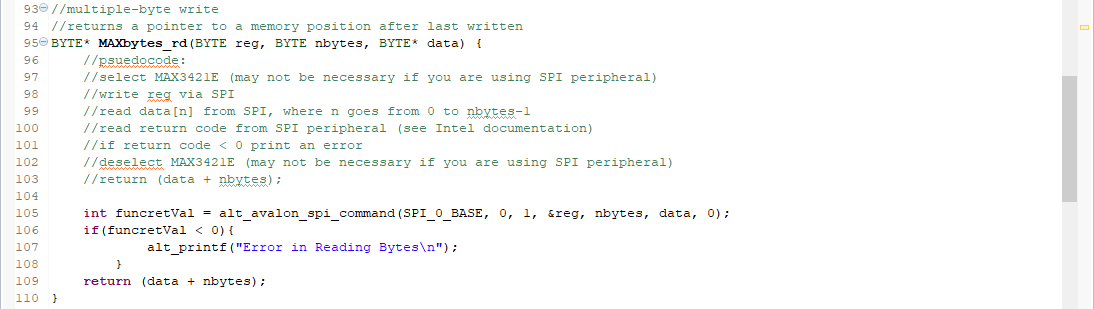 93 //multiple-byte write
94 //returns a pointer to a memory position after last written
95 BYTE* MAXbytes_rd(BYTE reg, BYTE nbytes, BYTE* data) {
96     //psuedocode:
97     //select MAX3421E (may not be necessary if you are using SPI peripheral)
98     //write reg via SPI
99     //read data[n] from SPI, where n goes from 0 to nbytes-1
100     //read return code from SPI peripheral (see Intel documentation)
101     //if return code < 0 print an error
102     //deselect MAX3421E (may not be necessary if you are using SPI peripheral)
103     //return (data + nbytes);
104
105     int funcretVal = alt_avalon_spi_command(SPI_0_BASE, 0, 1, &reg, nbytes, data, 0);
106     if(funcretVal < 0){
107             alt_printf("Error in Reading Bytes\n");
108         }
109     return (data + nbytes);
110 }